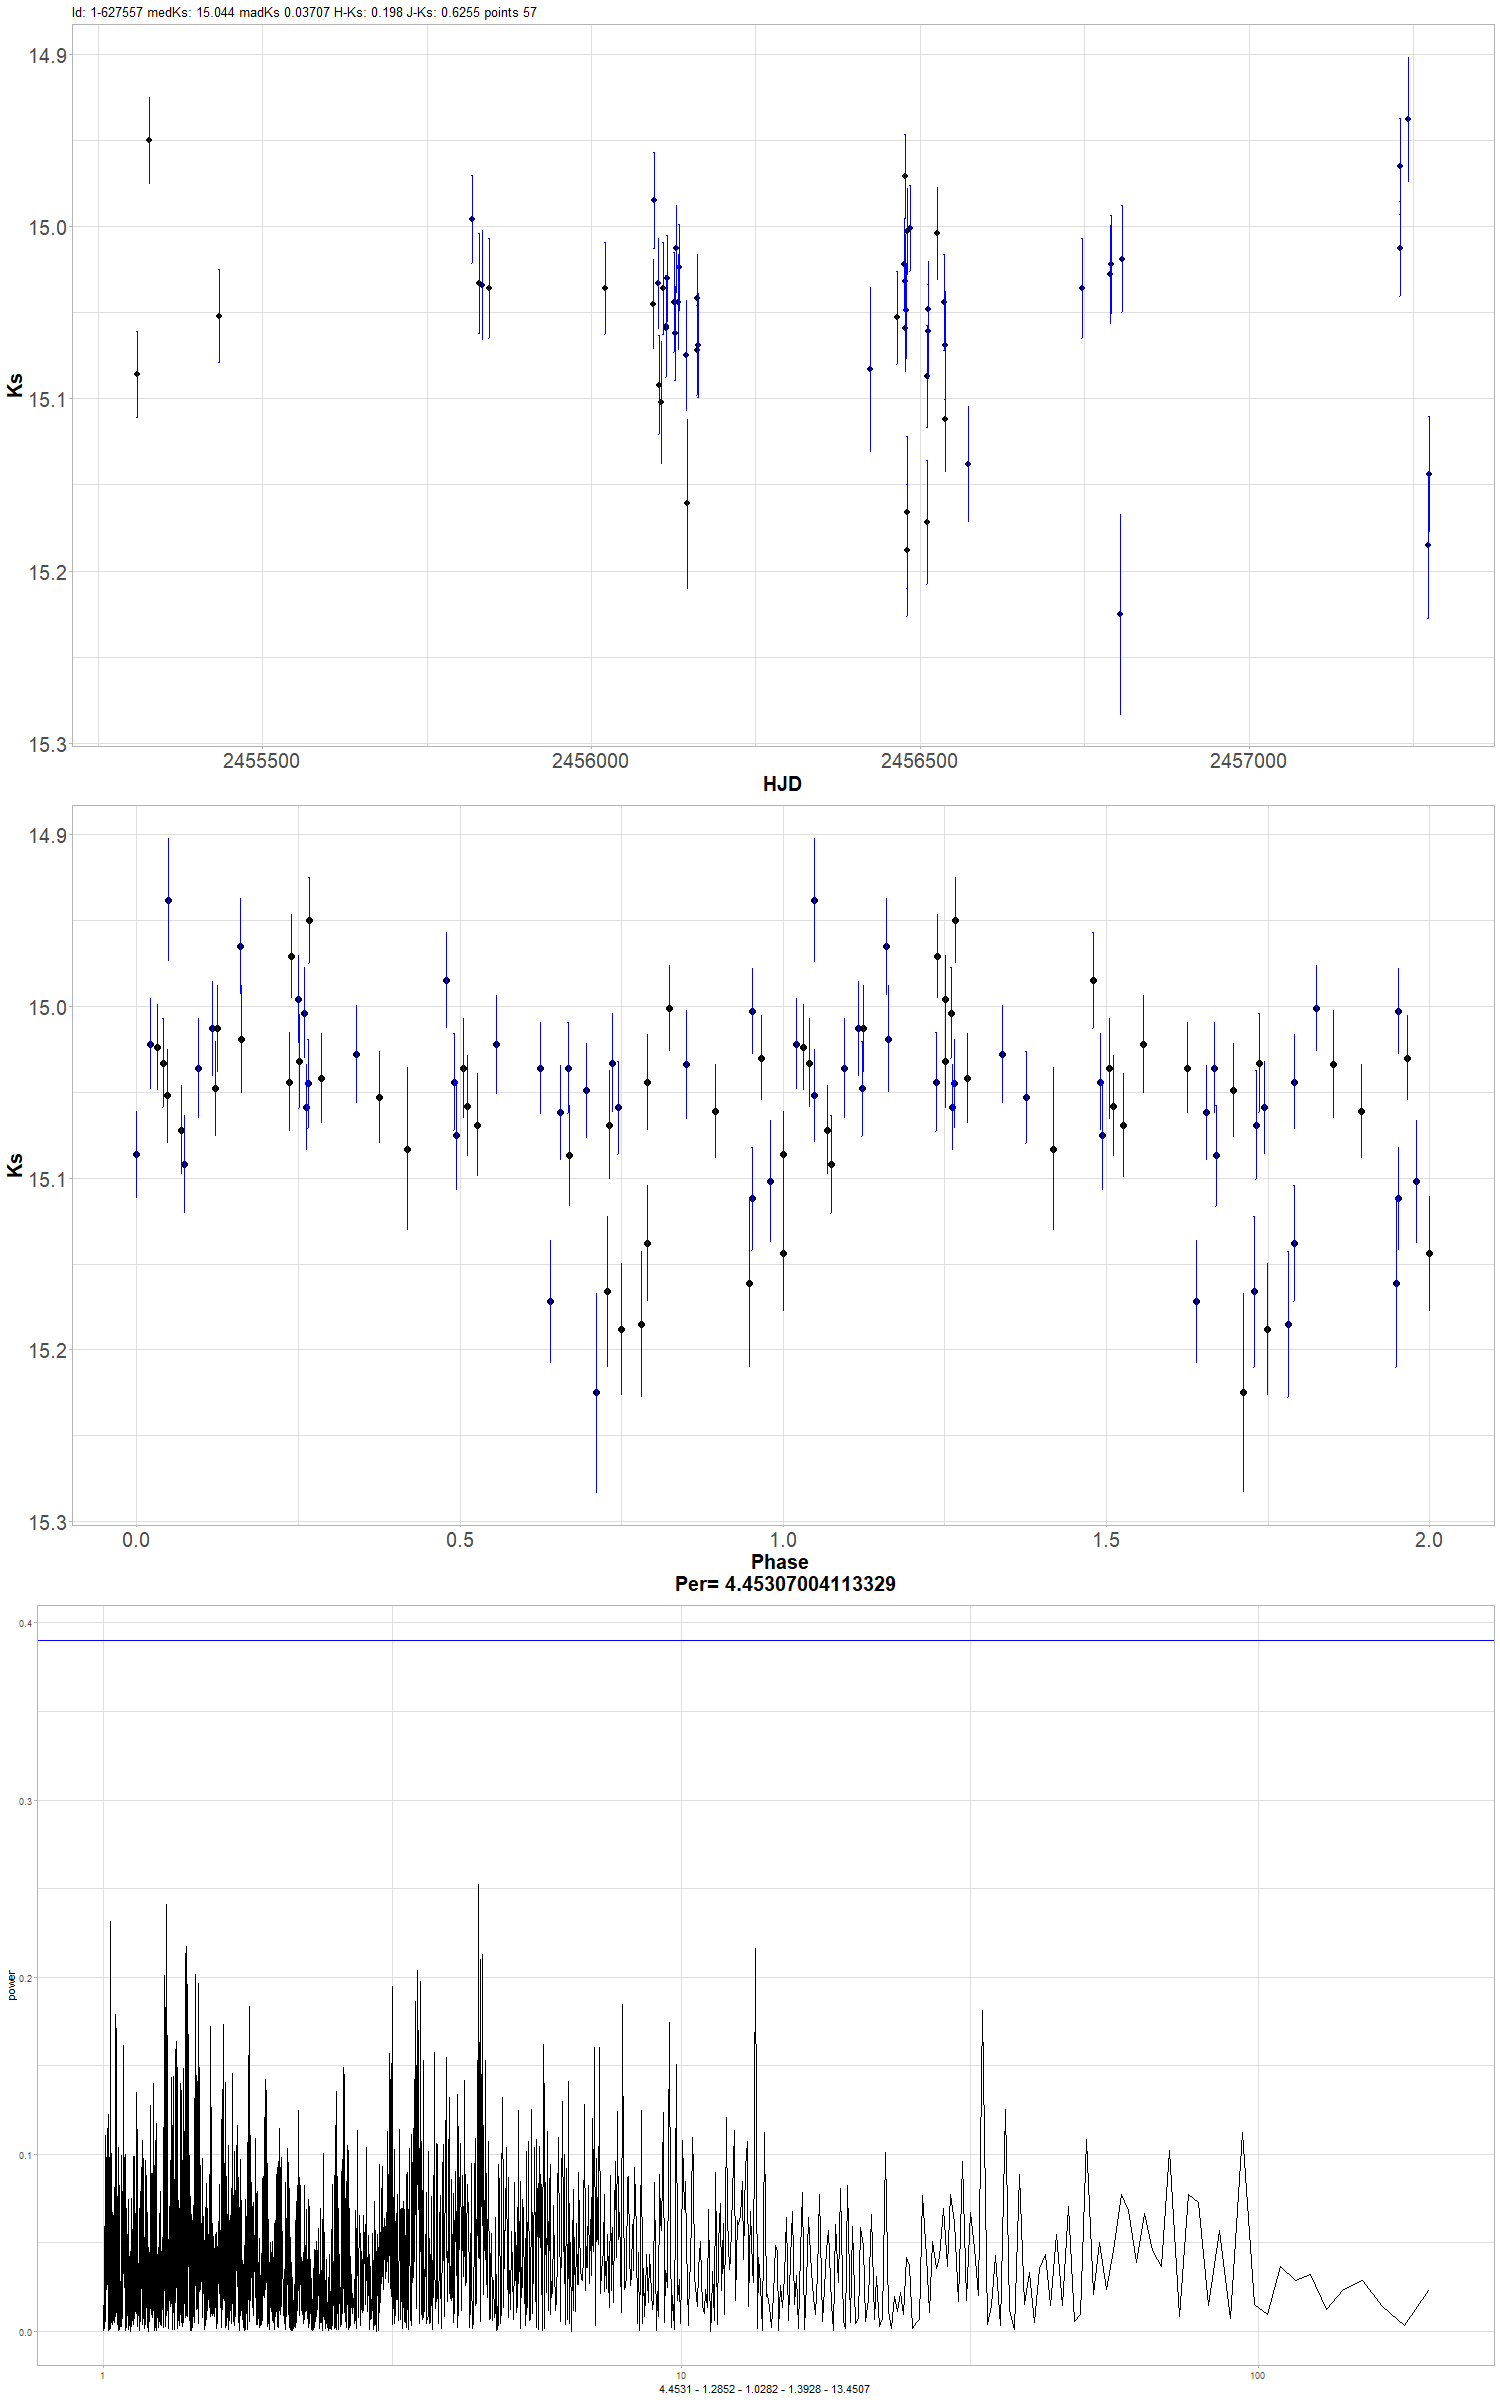 Id: 1-627557 medKs: 15.044 madKs 0.03707 H-Ks: 0.198 J-Ks: 0.6255 points 57
14.9
15.0
15.1
15.2
15.3
Ks
2455500 2456000 2456500 2457000
HJD
14.9
15.0
15.1
15.2
15.3
Ks
0.0 0.5 1.0 1.5 2.0
Phase
Per= 4.45307004113329
0.4
0.3
0.2
0.1
0.0
power
1 10 100
4.4531 - 1.2852 - 1.0282 - 1.3928 - 13.4507